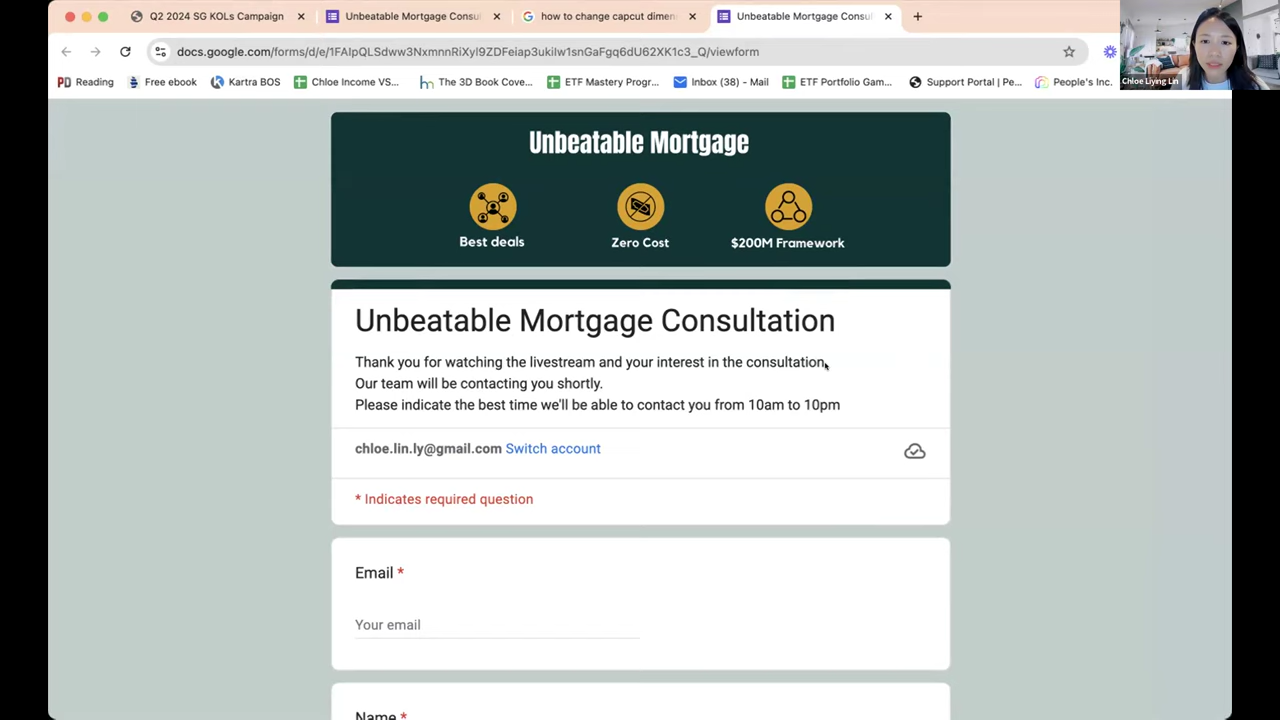 Q2 2024 SG KOLs Campaign
Unbeatable Mortgage Consul
how to change capcut dimen
Unbeatable Mortgage Consul
docs.google.com/forms/d/e/
/viewform
Reading
Free ebook
Kartra BOS
Chloe Income VS...
The 3D Book Cove...
ETF Mastery Progr...
Inbox (38) - Mail
ETF Portfolio Gam...
Support Portal | Pe...
People's Inc.
Chloe Liying Lin
Unbeatable Mortgage
Best deals
Zero Cost
$200M Framework
Unbeatable Mortgage Consultation
Thank you for watching the livestream and your interest in the consultation.
Our team will be contacting you shortly.
Please indicate the best time we'll be able to contact you from 10am to 10pm
chloe.lin.ly@gmail.com Switch account
* Indicates required question
Email *
Your email
Name *